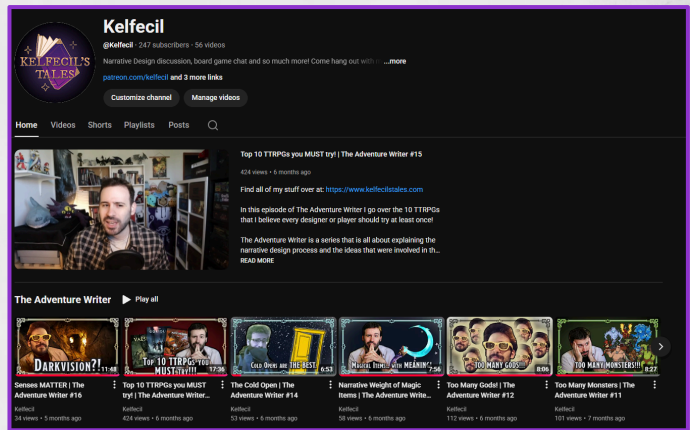 KELFECIL'S
TALES
Kelfecil
@Kelfecil · 247 subscribers · 56 videos
Narrative Design discussion, board game chat and so much more! Come hang out with ...more
patreon.com/kelfecil and 3 more links
Customize channel
Manage videos
Home
Videos
Shorts
Playlists
Posts
Top 10 TTRPGs you MUST try! | The Adventure Writer #15
424 views • 6 months ago
Find all of my stuff over at: https://www.kelfecilstales.com
In this episode of The Adventure Writer I go over the 10 TTRPGs
that I believe every designer or player should try at least once!
The Adventure Writer is a series that is all about explaining the
narrative design process and the ideas that were involved in th...
READ MORE
The Adventure Writer
Play all
DARKVISION?!
11:48
TOP 10 TTRPGS YOU
MUST TRY!!!
17:36
COLD OPENS ARE THE BEST
6:53
MAGICAL ITEMS WITH MEANING
7:56
TOO MANY GODS!
8:06
TOO MANY MONSTERS!!!
8:27
Senses MATTER | The
Adventure Writer #16
Kelfecil
34 views • 5 months ago
Top 10 TTRPGs you MUST
try! | The Adventure Writer...
Kelfecil
424 views • 6 months ago
The Cold Open | The
Adventure Writer #14
Kelfecil
53 views • 6 months ago
Narrative Weight of Magic
Items | The Adventure Write...
Kelfecil
58 views • 6 months ago
Too Many Gods! | The
Adventure Writer #12
Kelfecil
112 views • 6 months ago
Too Many Monsters | The
Adventure Writer #11
Kelfecil
101 views • 7 months ago